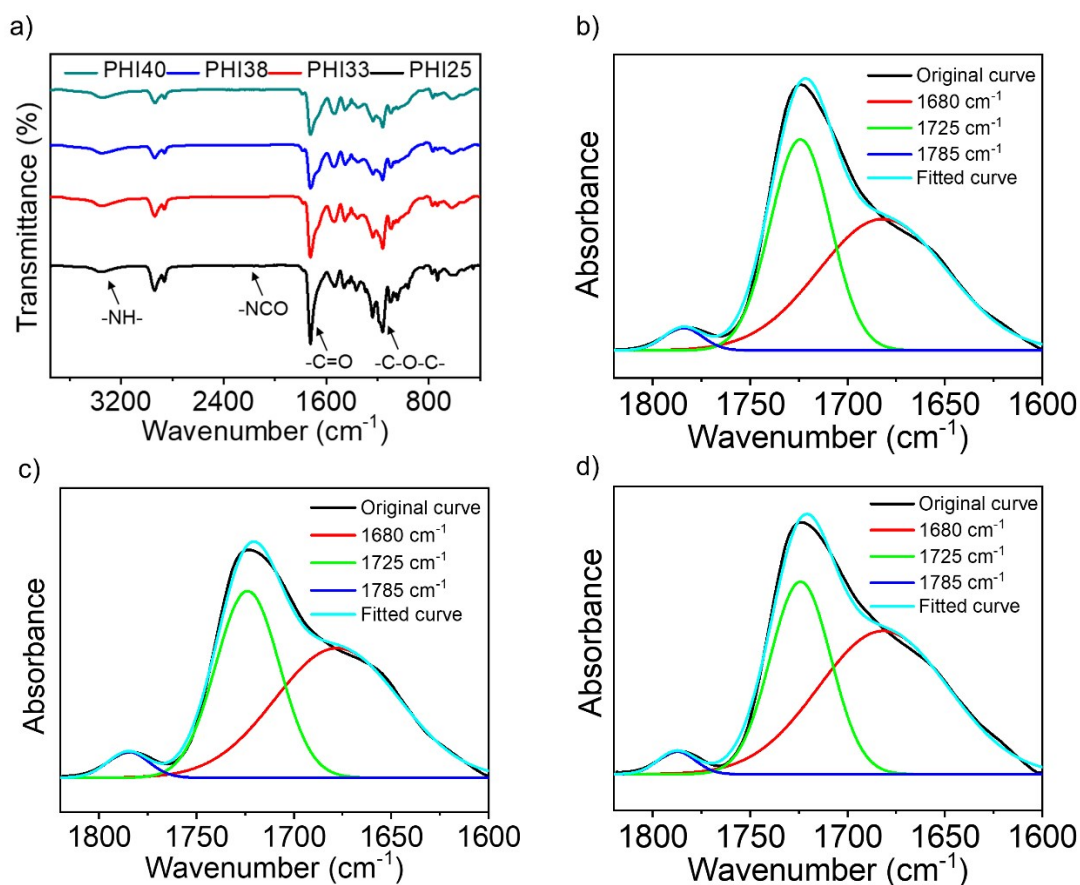 a)
PHI40 PHI38 PHI33 PHI25
Transmittance (%)
-NH-
-NCO
-C=O
-C-O-C-
3200 2400 1600 800
Wavenumber (cm⁻¹)
b)
Original curve
1680 cm⁻¹
1725 cm⁻¹
1785 cm⁻¹
Fitted curve
Absorbance
1800 1750 1700 1650 1600
Wavenumber (cm⁻¹)
c)
Original curve
1680 cm⁻¹
1725 cm⁻¹
1785 cm⁻¹
Fitted curve
Absorbance
1800 1750 1700 1650 1600
Wavenumber (cm⁻¹)
d)
Original curve
1680 cm⁻¹
1725 cm⁻¹
1785 cm⁻¹
Fitted curve
Absorbance
1800 1750 1700 1650 1600
Wavenumber (cm⁻¹)